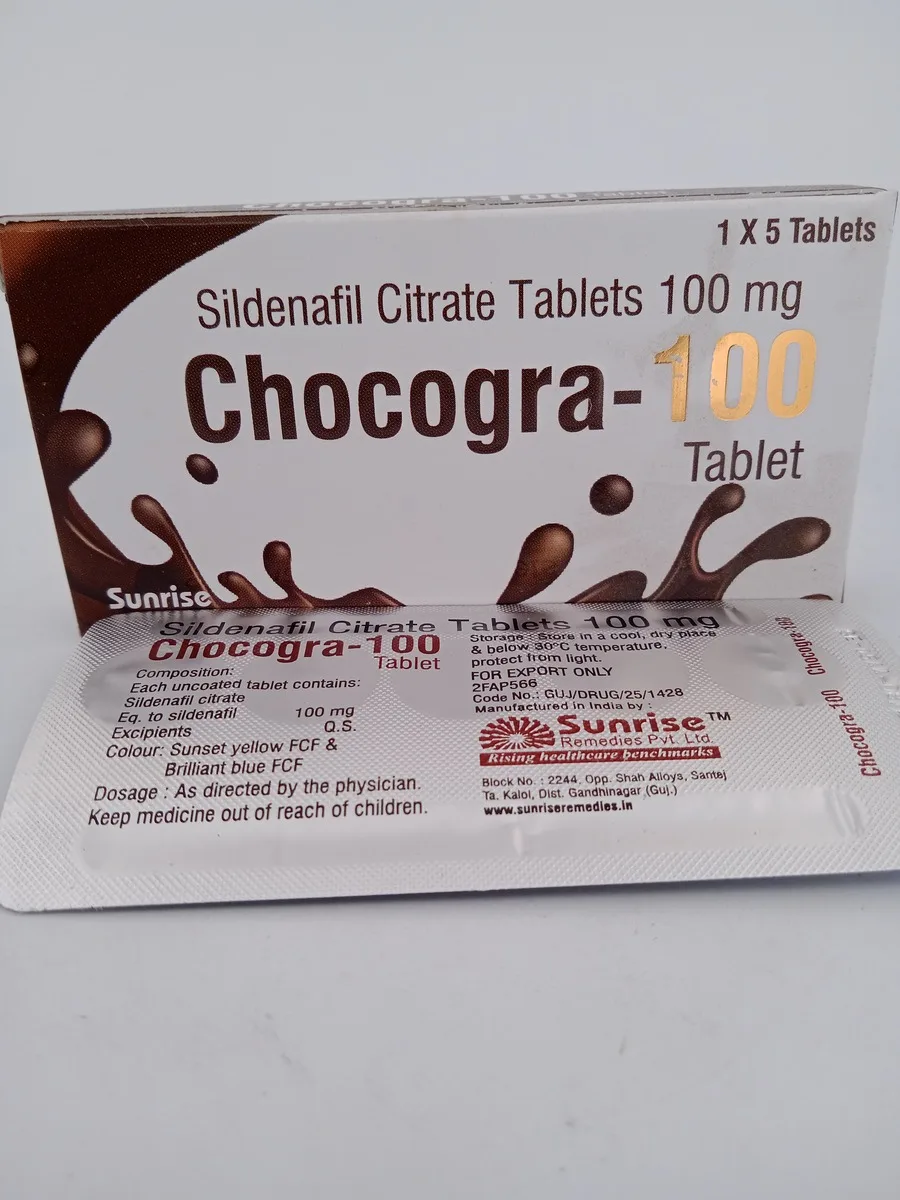 Chocogra-100 Tablet
1 X 5 Tablets
Sildenafil Citrate Tablets 100 mg
Chocogra-100
Tablet
Sunrise
Sildenafil Citrate Tablets 100 mg
Chocogra-100
Tablet
Composition:
Each uncoated tablet contains:
Sildenafil citrate
Eq. to sildenafil 100 mg
Excipients Q.S.
Colour: Sunset yellow FCF &
Brilliant blue FCF
Dosage : As directed by the physician.
Keep medicine out of reach of children.
Storage : Store in a cool, dry place
& below 30°C temperature,
protect from light.
FOR EXPORT ONLY
2FAP566
Code No.: GUJ/DRUG/25/1428
Manufactured in India by :
Sunrise™
Remedies Pvt. Ltd.
Rising healthcare benchmarks
Block No. : 2244, Opp. Shah Alloys, Santej
Ta. Kalol, Dist. Gandhinagar (Guj.)
www.sunriseremedies.in
Chocogra-100 Chocogra-100